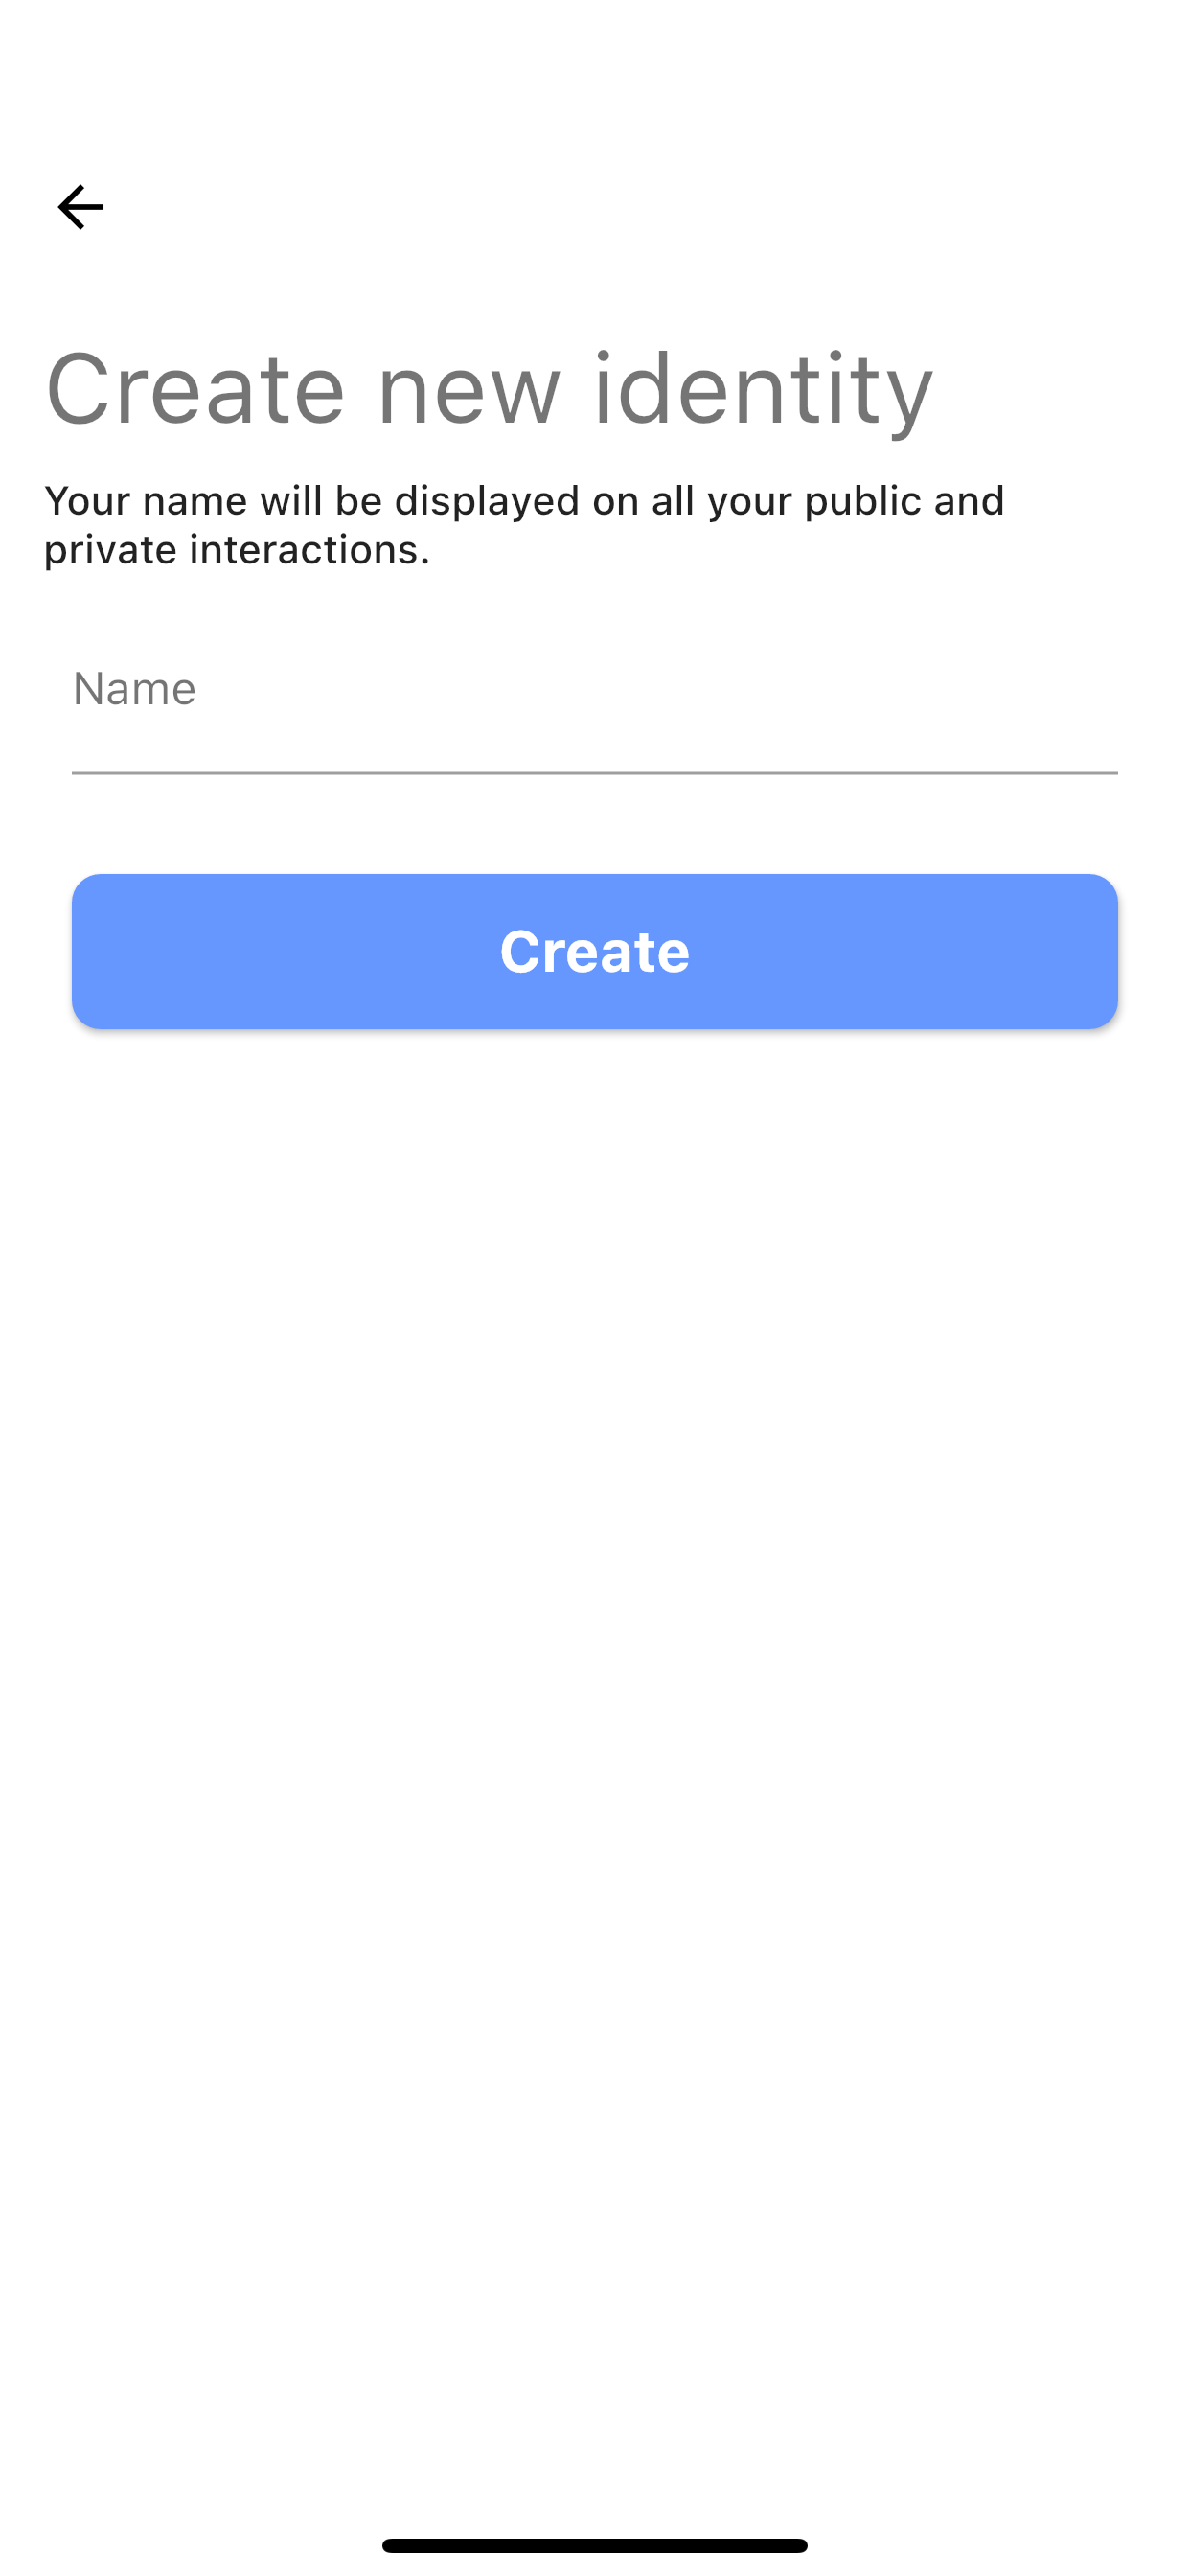 Create new identity
Your name will be displayed on all your public and
private interactions.
Name
Create